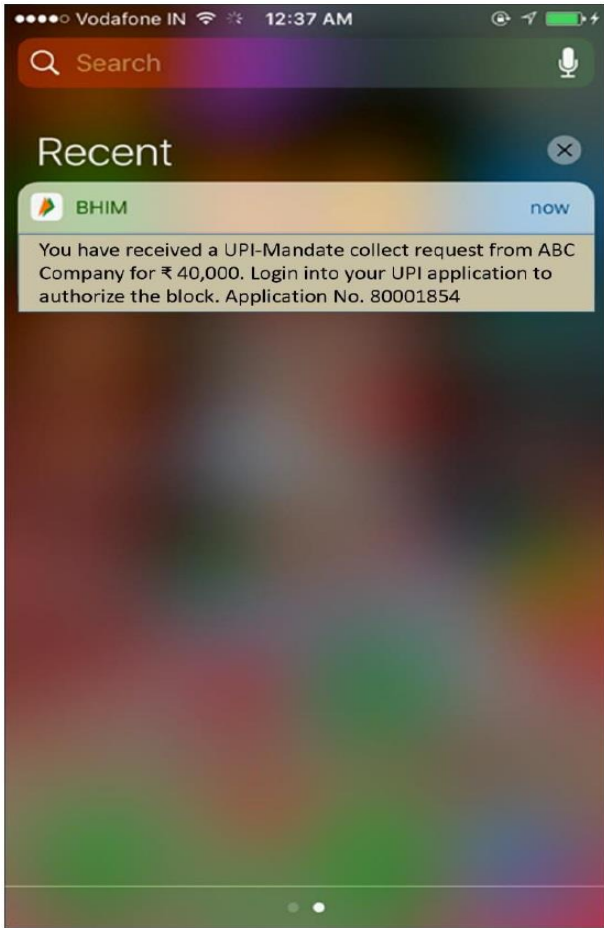 Vodafone IN 12:37 AM
Search
Recent
BHIM now
You have received a UPI-Mandate collect request from ABC
Company for ₹ 40,000. Login into your UPI application to
authorize the block. Application No. 80001854